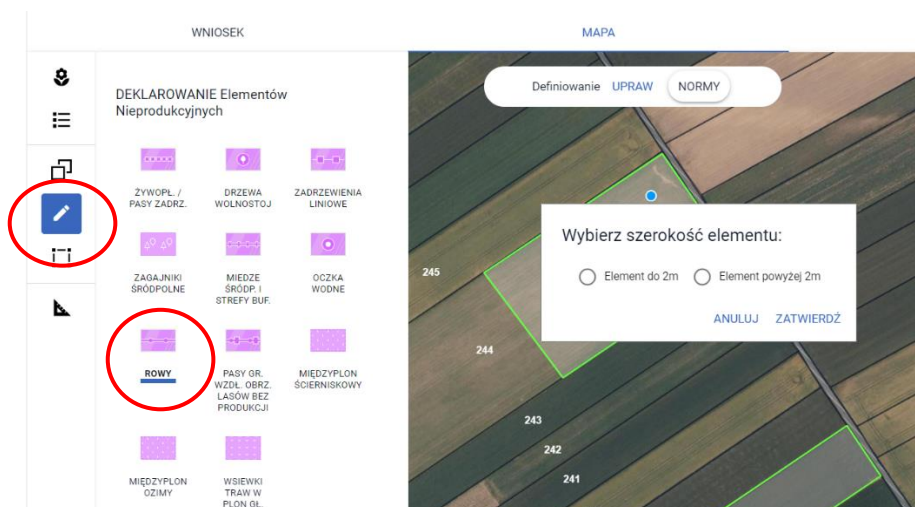 WNIOSEK
MAPA
DEKLAROWANIE Elementów
Nieprodukcyjnych
ŻYWOPŁ. /
PASY ZADRZ.
DRZEWA
WOLNOSTOJ
ZADRZEWIENIA
LINIOWE
ZAGAJNIKI
ŚRÓDPOLNE
MIEDZE
ŚRÓDP. I
STREFY BUF.
OCZKA
WODNE
ROWY
PASY GR.
WZDŁ. OBRZ.
LASÓW BEZ
PRODUKCJI
MIĘDZYPLON
ŚCIERNISKOWY
MIĘDZYPLON
OZIMY
WSIEWKI
TRAW W
PLON GŁ.
Definiowanie UPRAW NORMY
Wybierz szerokość elementu:
Element do 2m Element powyżej 2m
ANULUJ ZATWIERDŹ
245
244
243
242
241